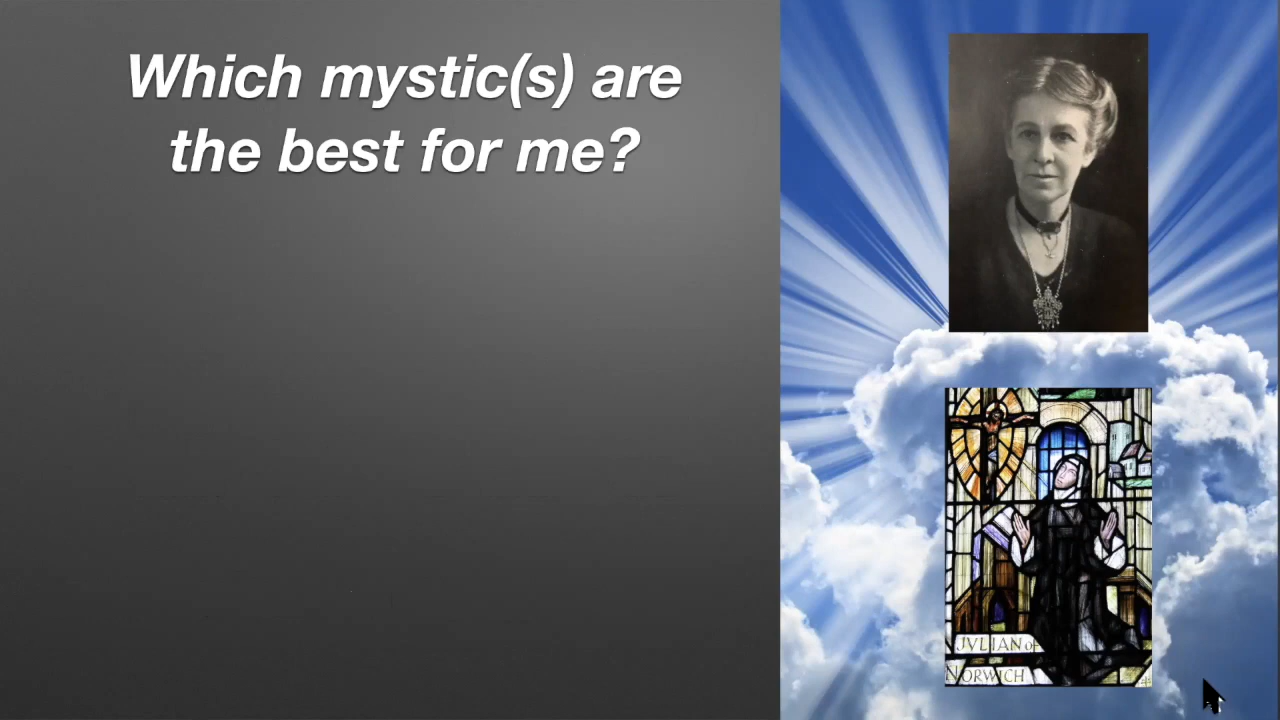 Which mystic(s) are
the best for me?
JVLIAN of
NORWICH